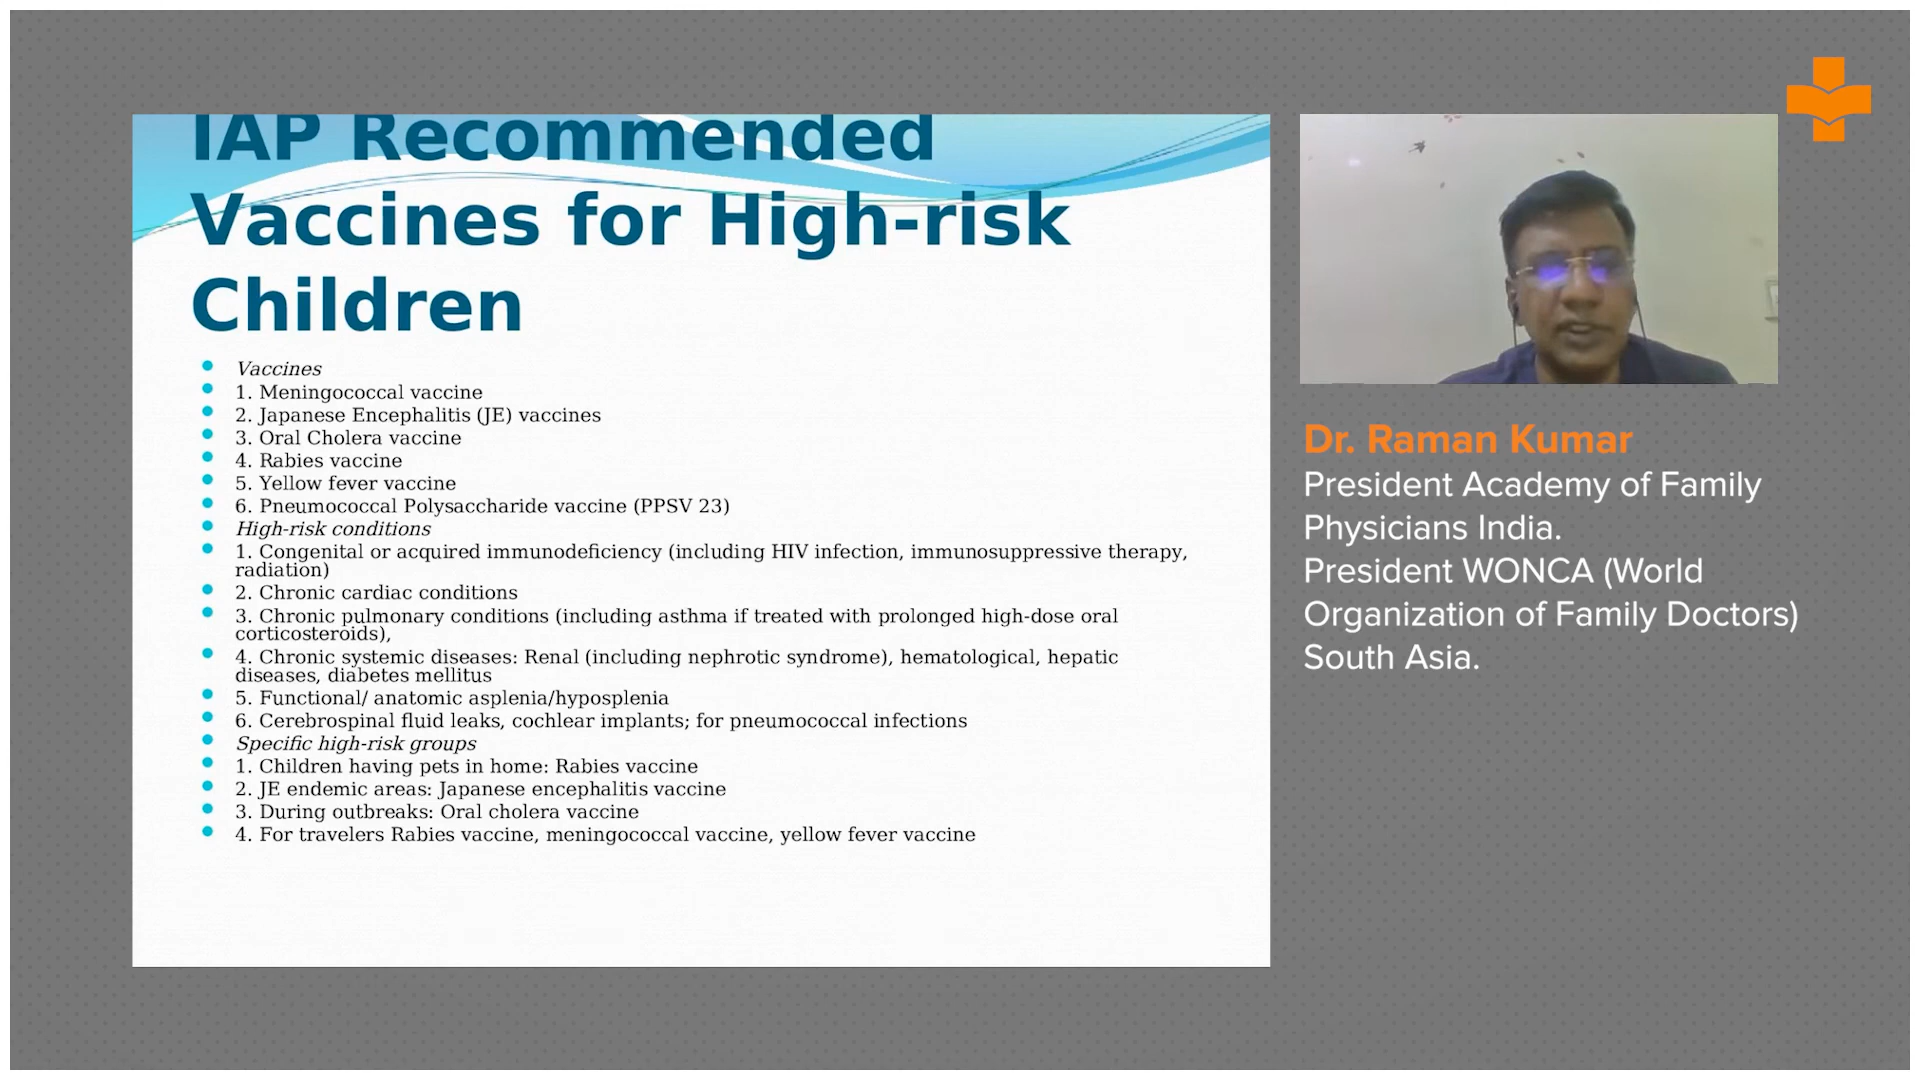 IAP Recommended
Vaccines for High-risk
Children
Vaccines
1. Meningococcal vaccine
2. Japanese Encephalitis (JE) vaccines
3. Oral Cholera vaccine
4. Rabies vaccine
5. Yellow fever vaccine
6. Pneumococcal Polysaccharide vaccine (PPSV 23)
High-risk conditions
1. Congenital or acquired immunodeficiency (including HIV infection, immunosuppressive therapy,
radiation)
2. Chronic cardiac conditions
3. Chronic pulmonary conditions (including asthma if treated with prolonged high-dose oral
corticosteroids),
4. Chronic systemic diseases: Renal (including nephrotic syndrome), hematological, hepatic
diseases, diabetes mellitus
5. Functional/ anatomic asplenia/hyposplenia
6. Cerebrospinal fluid leaks, cochlear implants; for pneumococcal infections
Specific high-risk groups
1. Children having pets in home: Rabies vaccine
2. JE endemic areas: Japanese encephalitis vaccine
3. During outbreaks: Oral cholera vaccine
4. For travelers Rabies vaccine, meningococcal vaccine, yellow fever vaccine
Dr. Raman Kumar
President Academy of Family
Physicians India.
President WONCA (World
Organization of Family Doctors)
South Asia.